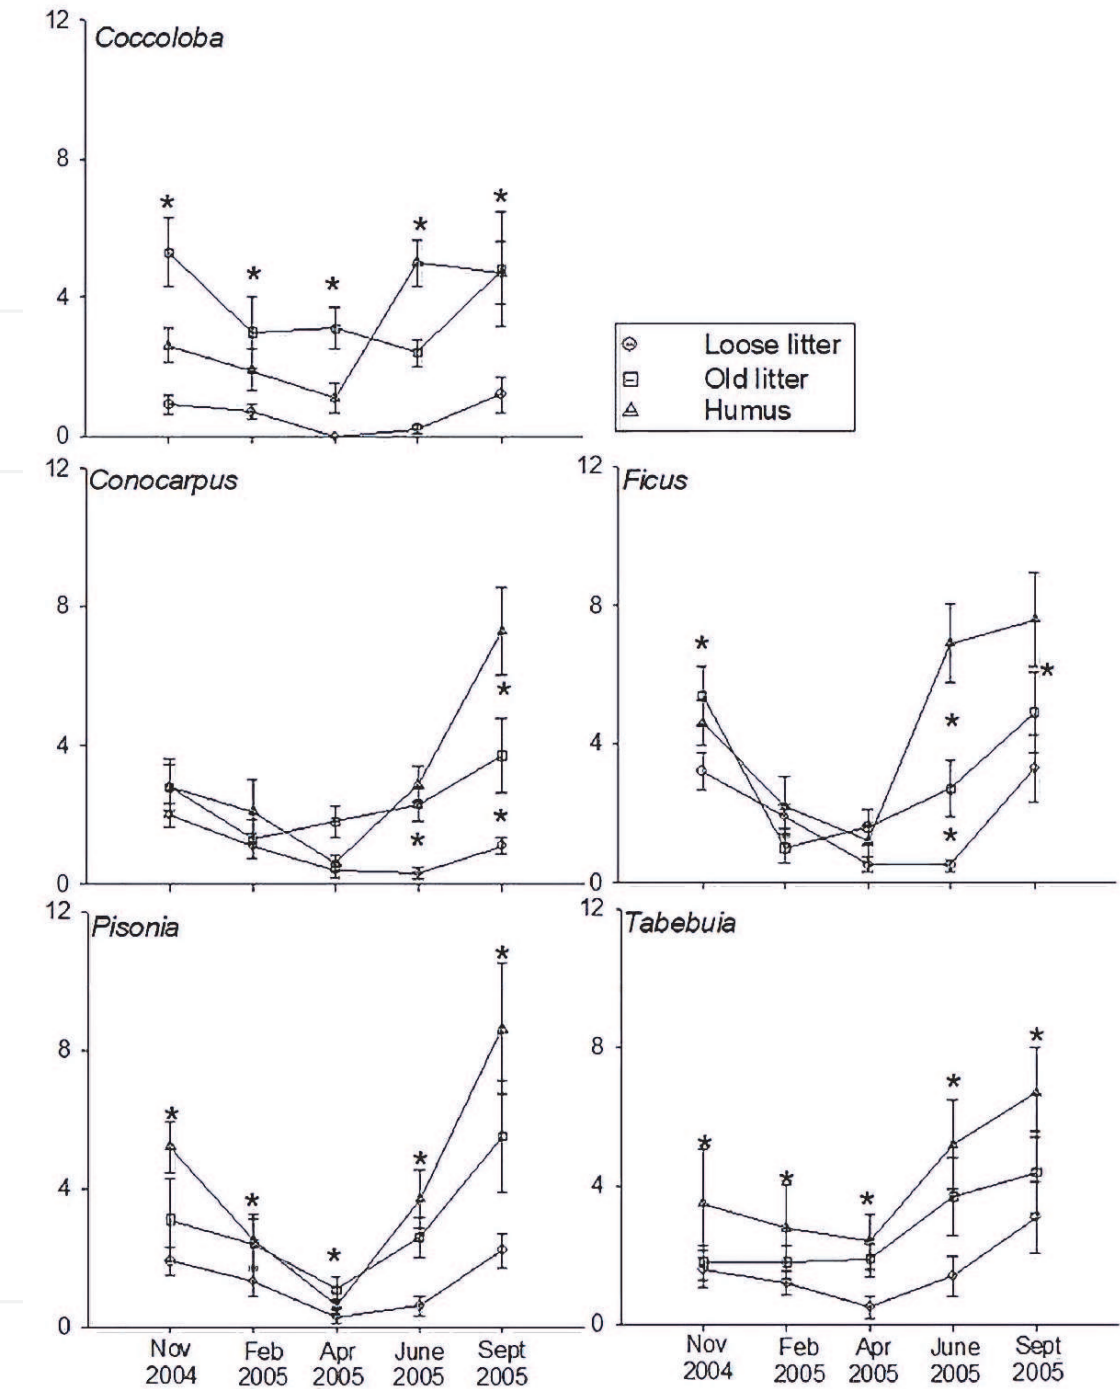 12
Coccoloba
8
4
0
*
*
*
*
*
Loose litter
Old litter
Humus
12
Conocarpus
8
4
0
*
*
*
12
Ficus
8
4
0
*
*
*
*
12
Pisonia
8
4
0
*
*
*
*
*
Nov 2004
Feb 2005
Apr 2005
June 2005
Sept 2005
12
Tabebuia
8
4
0
*
*
*
*
*
Nov 2004
Feb 2005
Apr 2005
June 2005
Sept 2005